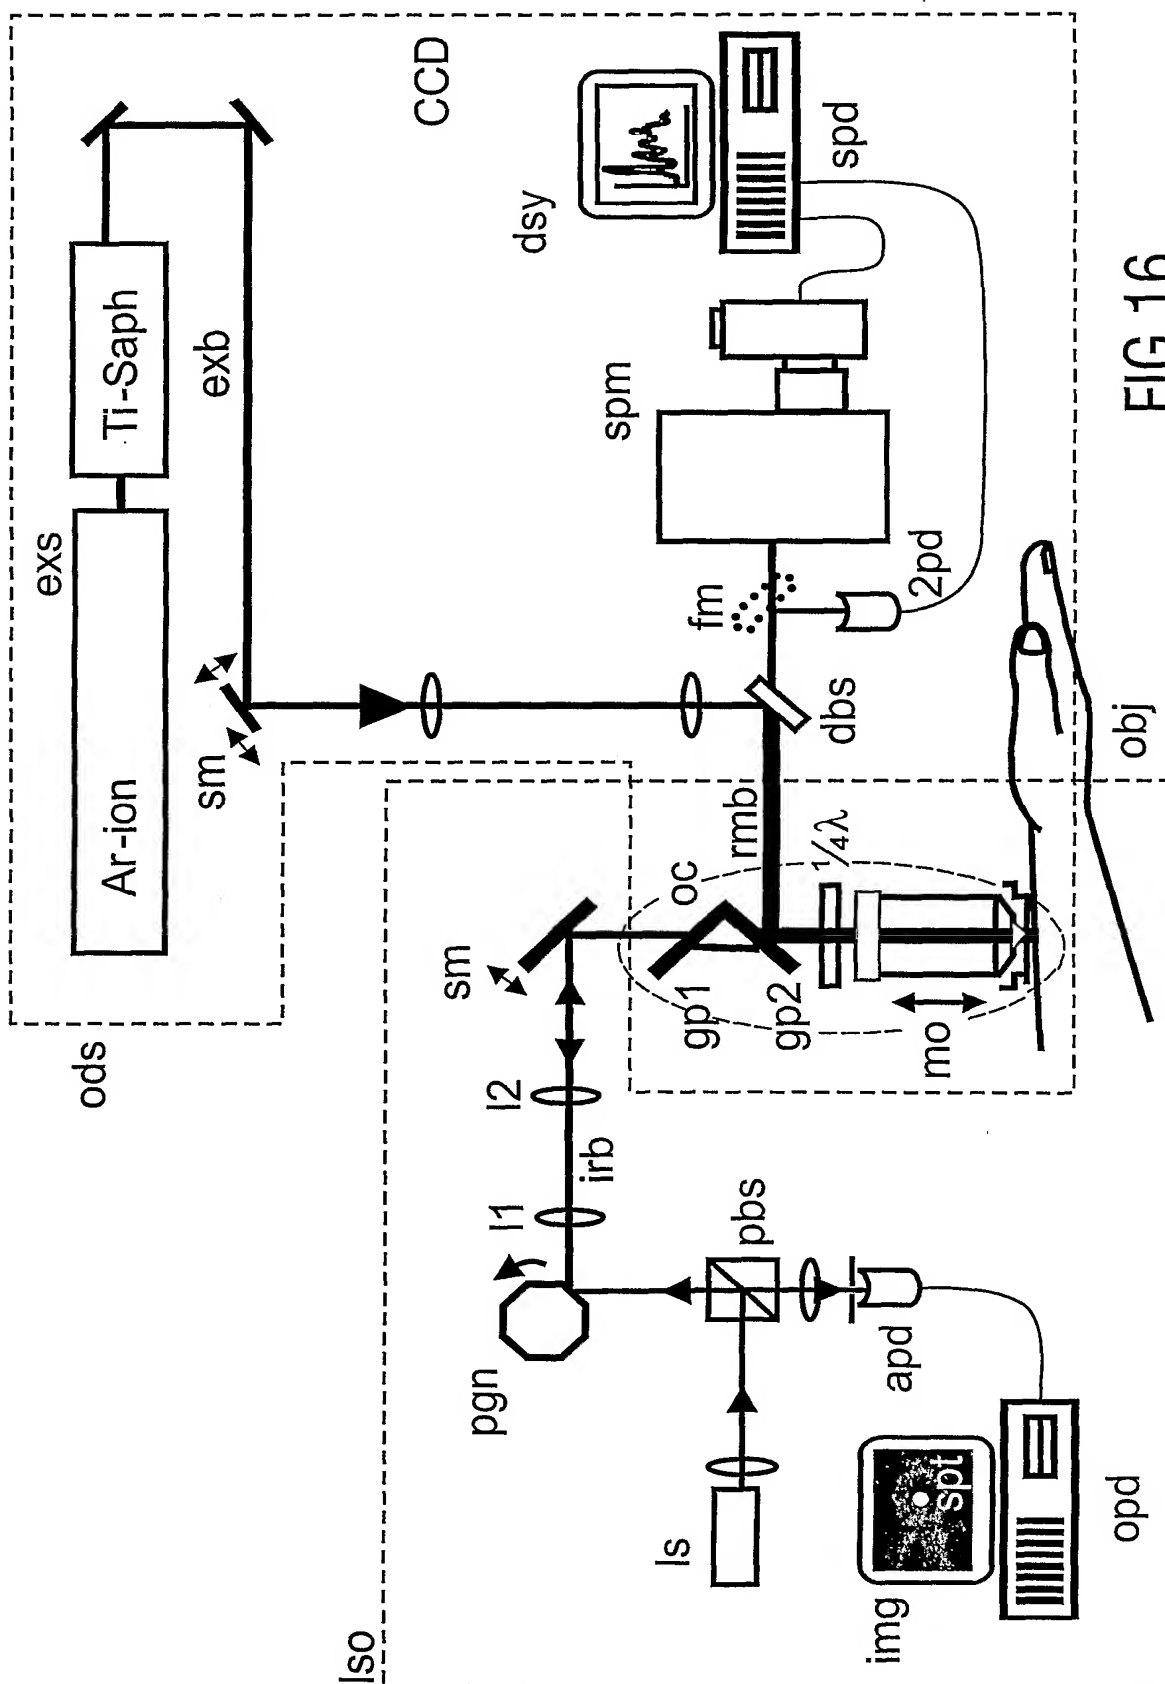 lso
ods
exs
Ar-ion
Ti-Saph
exb
sm
CCD
dsy
spd
spm
fm
2pd
dbs
rmb
oc
sm
gp1
gp2
1/4λ
mo
obj
l2
l1
irb
pgn
pbs
ls
apd
img
spt
opd
FIG 16